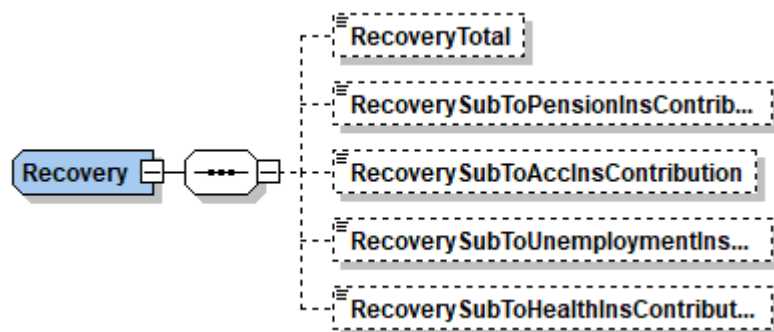 RecoveryTotal
RecoverySubToPensionInsContrib...
Recovery
RecoverySubToAccInsContribution
RecoverySubToUnemploymentIns...
RecoverySubToHealthInsContribut...